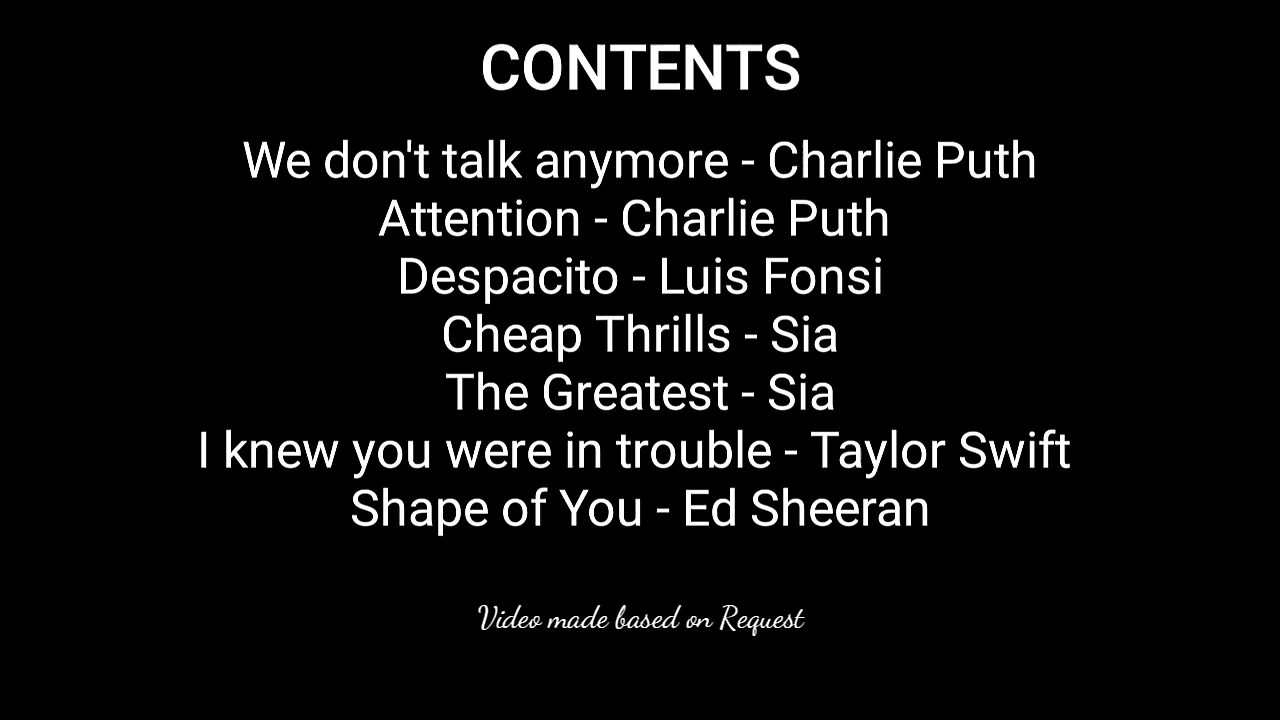 CONTENTS
We don't talk anymore - Charlie Puth
Attention - Charlie Puth
Despacito - Luis Fonsi
Cheap Thrills - Sia
The Greatest - Sia
I knew you were in trouble - Taylor Swift
Shape of You - Ed Sheeran
Video made based on Request